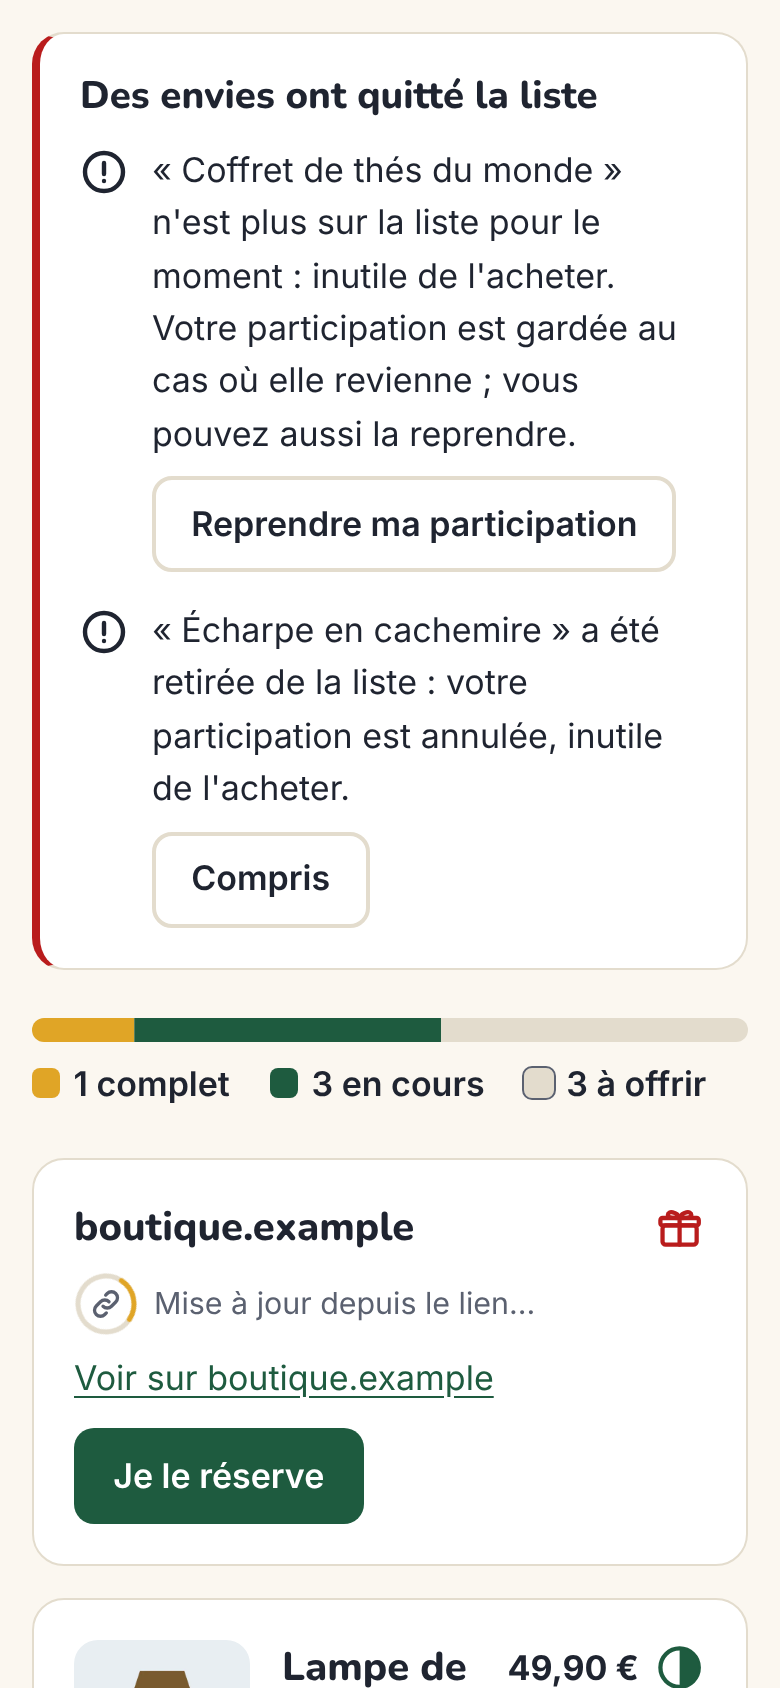 Des envies ont quitté la liste
« Coffret de thés du monde »
n'est plus sur la liste pour le
moment : inutile de l'acheter.
Votre participation est gardée au
cas où elle revienne ; vous
pouvez aussi la reprendre.
Reprendre ma participation
« Écharpe en cachemire » a été
retirée de la liste : votre
participation est annulée, inutile
de l'acheter.
Compris
1 complet 3 en cours 3 à offrir
boutique.example
Mise à jour depuis le lien...
Voir sur boutique.example
Je le réserve
Lampe de 49,90 €